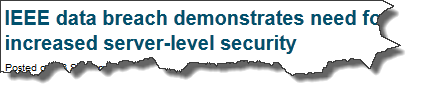 IEEE data breach demonstrates need fo
increased server-level security
Posted